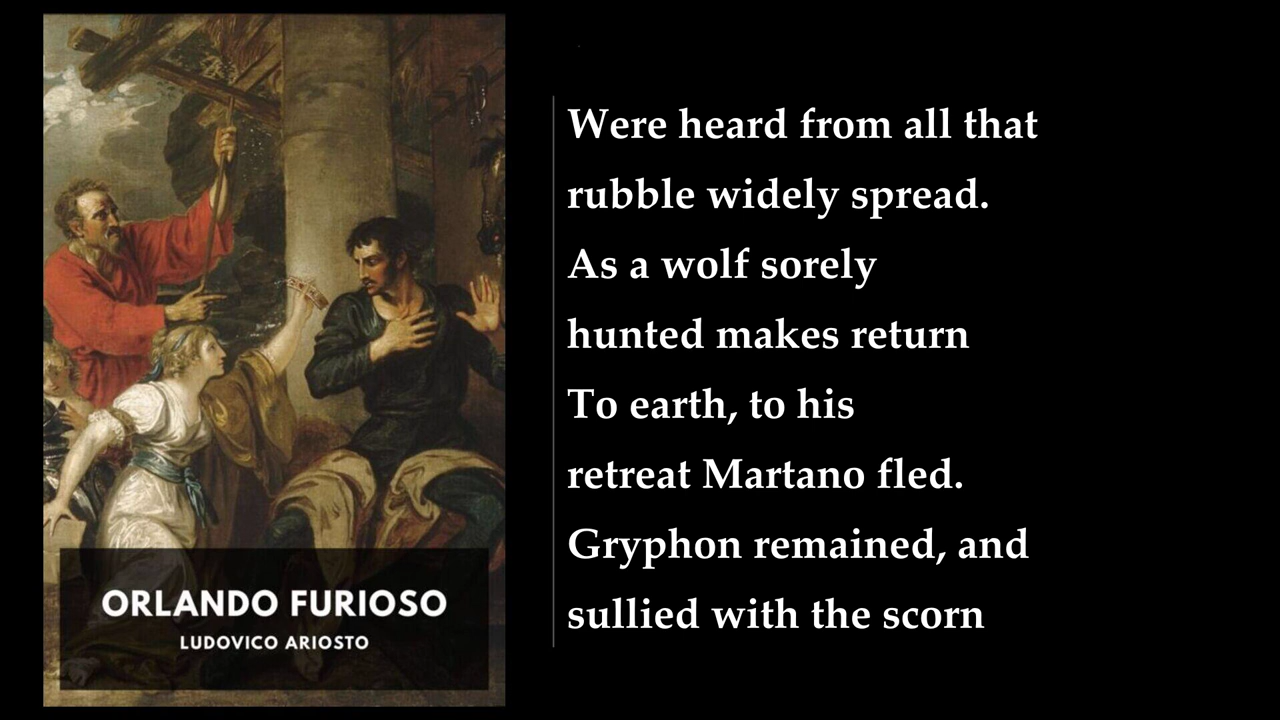 ORLANDO FURIOSO
LUDOVICO ARIOSTO
Were heard from all that
rubble widely spread.
As a wolf sorely
hunted makes return
To earth, to his
retreat Martano fled.
Gryphon remained, and
sullied with the scorn